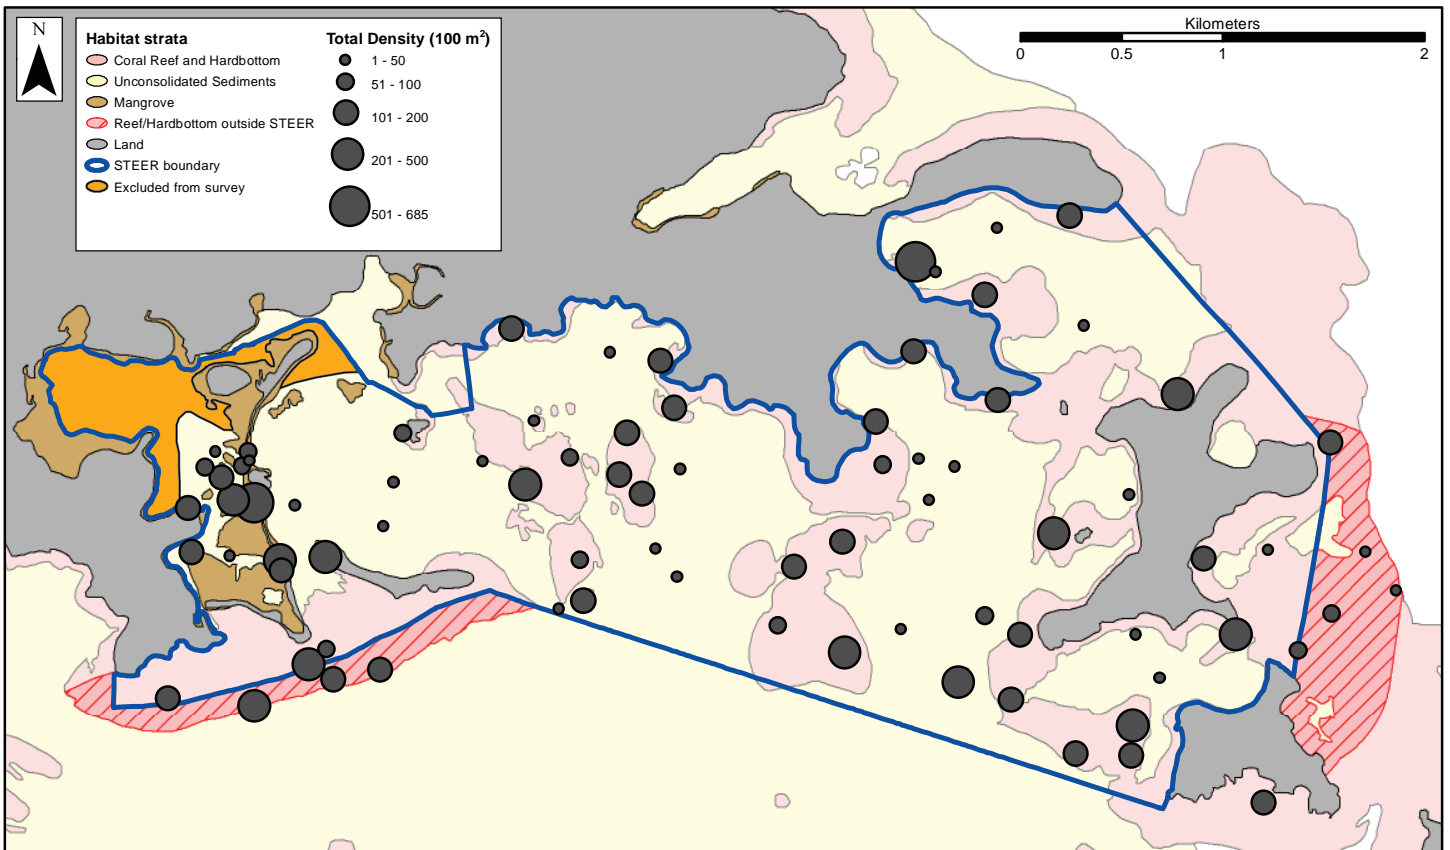 N
Habitat strata
Coral Reef and Hardbottom
Unconsolidated Sediments
Mangrove
Reef/Hardbottom outside STEER
Land
STEER boundary
Excluded from survey
Total Density (100 m²)
1 - 50
51 - 100
101 - 200
201 - 500
501 - 685
Kilometers
0 0.5 1 2